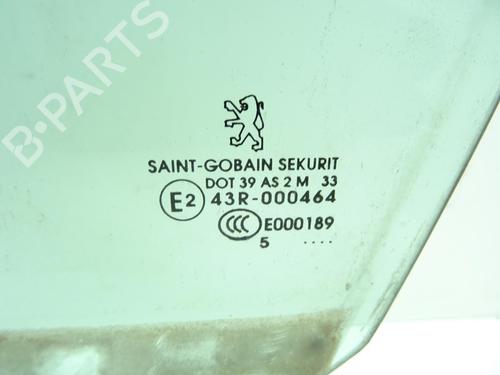 B-PARTS
SAINT-GOBAIN SEKURIT
DOT 39 AS 2 M 33
E2 43R-000464
CCC E000189
5 ....